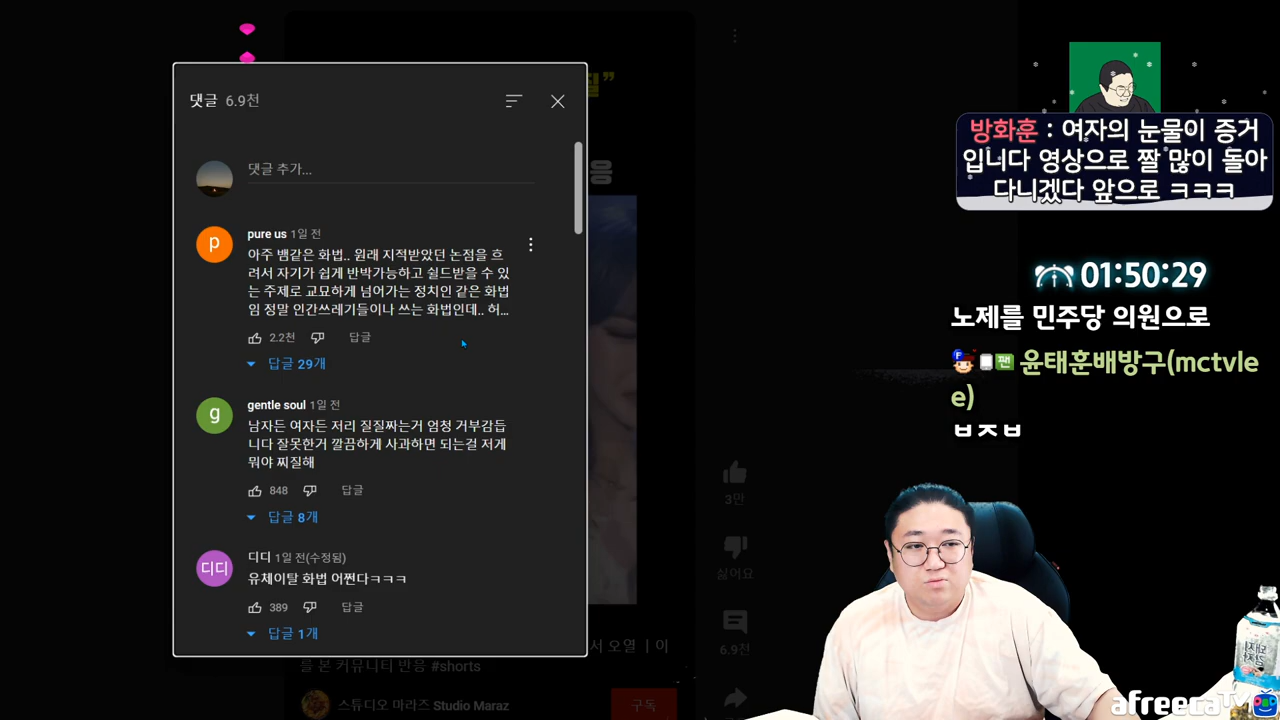 댓글 6.9천
댓글 추가...
pure us 1일 전
아주 뱀같은 화법.. 원래 지적받았던 논점을 흐
려서 자기가 쉽게 반박가능하고 쉴드받을 수 있
는 주제로 교묘하게 넘어가는 정치인 같은 화법
임 정말 인간쓰레기들이나 쓰는 화법인데.. 허...
2.2천 답글
답글 29개
gentle soul 1일 전
남자든 여자든 저리 질질짜는거 엄청 거부감듭
니다 잘못한거 깔끔하게 사과하면 되는걸 저게
뭐야 찌질해
848 답글
답글 8개
디디 1일 전(수정됨)
유체이탈 화법 어쩐다ㅋㅋㅋ
389 답글
답글 1개
응
3만
싫어요
6.9천
서 오열 | 이
를 본 커뮤니티 반응 #shorts
스튜디오 마라즈 Studio Maraz
구독
방화훈 : 여자의 눈물이 증거
입니다 영상으로 짤 많이 돌아
다니겠다 앞으로 ㅋㅋㅋ
01:50:29
노제를 민주당 의원으로
팬 윤태훈배방구(mctvle
e)
ㅂㅈㅂ
afreecaTV